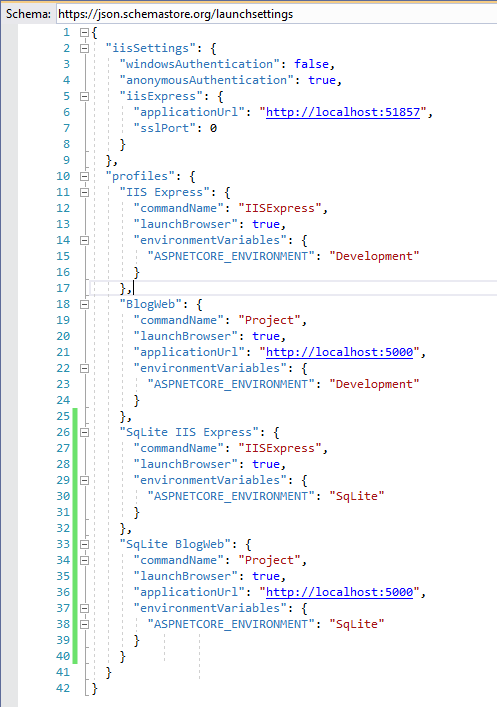 Schema: https://json.schemastore.org/launchsettings
1 {
2 "iisSettings": {
3 "windowsAuthentication": false,
4 "anonymousAuthentication": true,
5 "iisExpress": {
6 "applicationUrl": "http://localhost:51857",
7 "sslPort": 0
8 }
9 },
10 "profiles": {
11 "IIS Express": {
12 "commandName": "IISExpress",
13 "launchBrowser": true,
14 "environmentVariables": {
15 "ASPNETCORE_ENVIRONMENT": "Development"
16 }
17 },
18 "BlogWeb": {
19 "commandName": "Project",
20 "launchBrowser": true,
21 "applicationUrl": "http://localhost:5000",
22 "environmentVariables": {
23 "ASPNETCORE_ENVIRONMENT": "Development"
24 }
25 },
26 "SqLite IIS Express": {
27 "commandName": "IISExpress",
28 "launchBrowser": true,
29 "environmentVariables": {
30 "ASPNETCORE_ENVIRONMENT": "SqLite"
31 }
32 },
33 "SqLite BlogWeb": {
34 "commandName": "Project",
35 "launchBrowser": true,
36 "applicationUrl": "http://localhost:5000",
37 "environmentVariables": {
38 "ASPNETCORE_ENVIRONMENT": "SqLite"
39 }
40 }
41 }
42 }